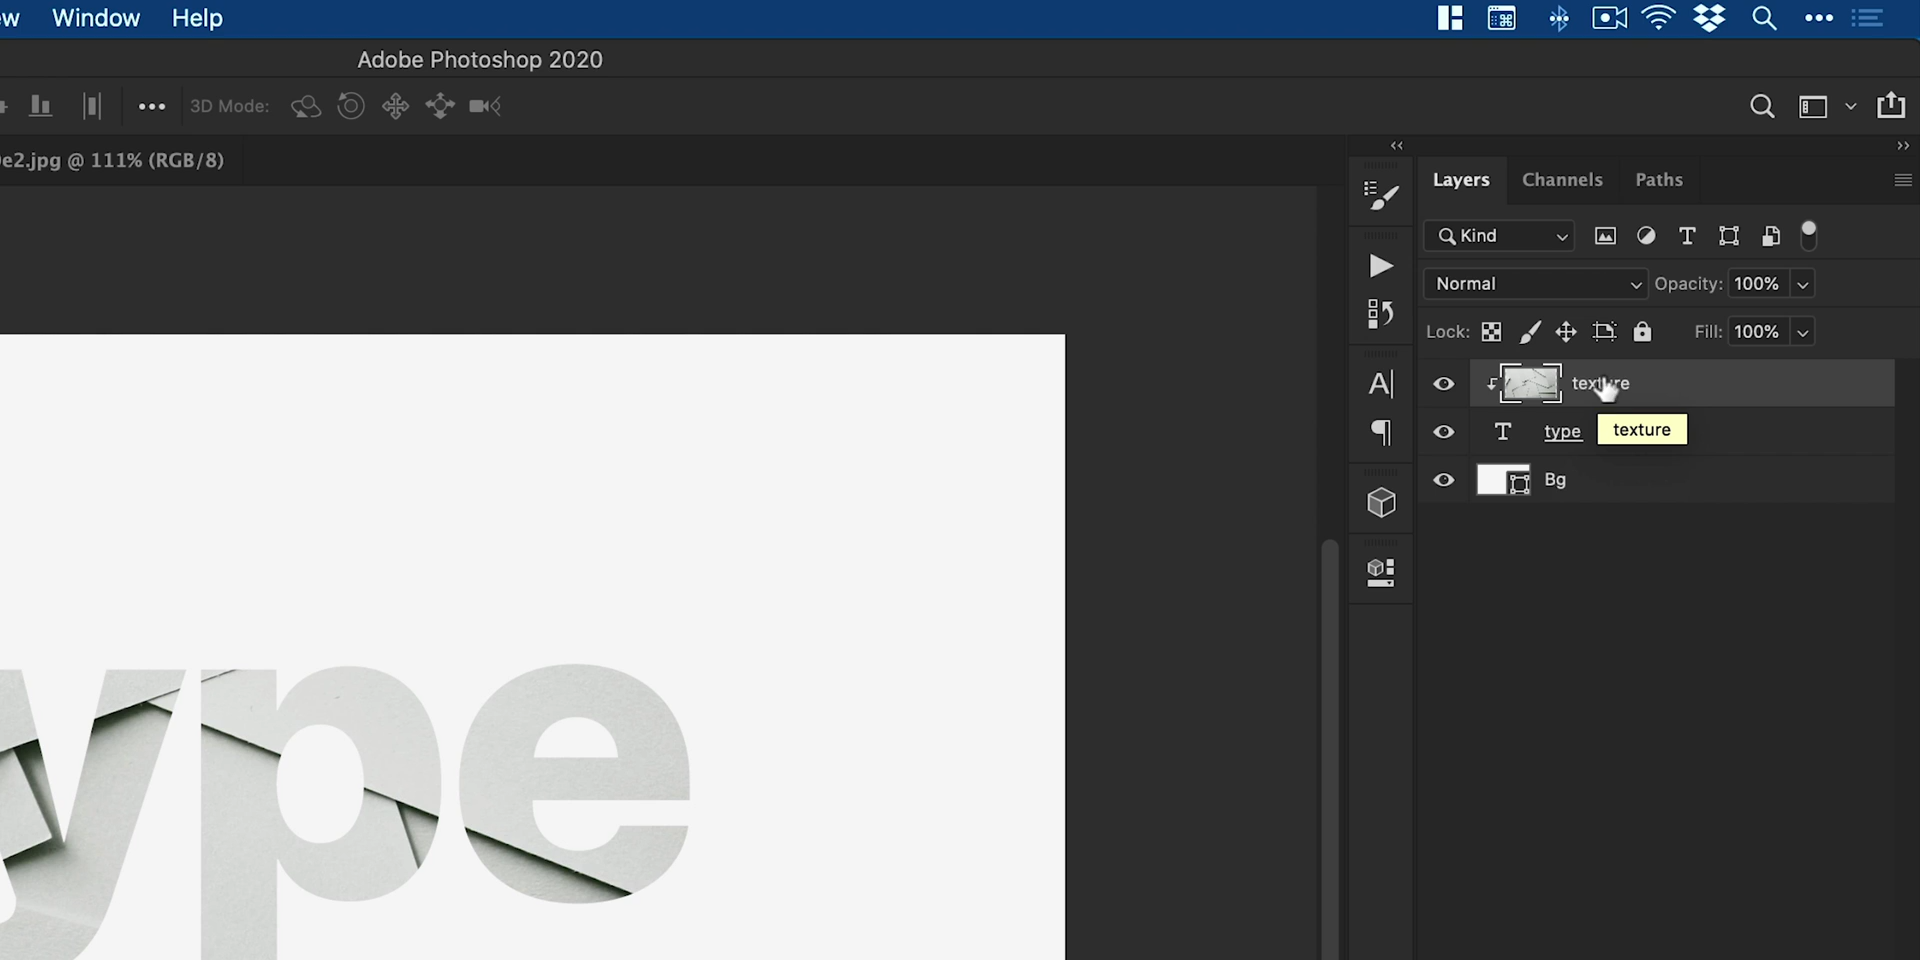 ew Window Help
Adobe Photoshop 2020
3D Mode:
e2.jpg @ 111% (RGB/8)
Layers Channels Paths
Kind
Normal Opacity: 100%
Lock: Fill: 100%
texture
type
texture
Bg
ype